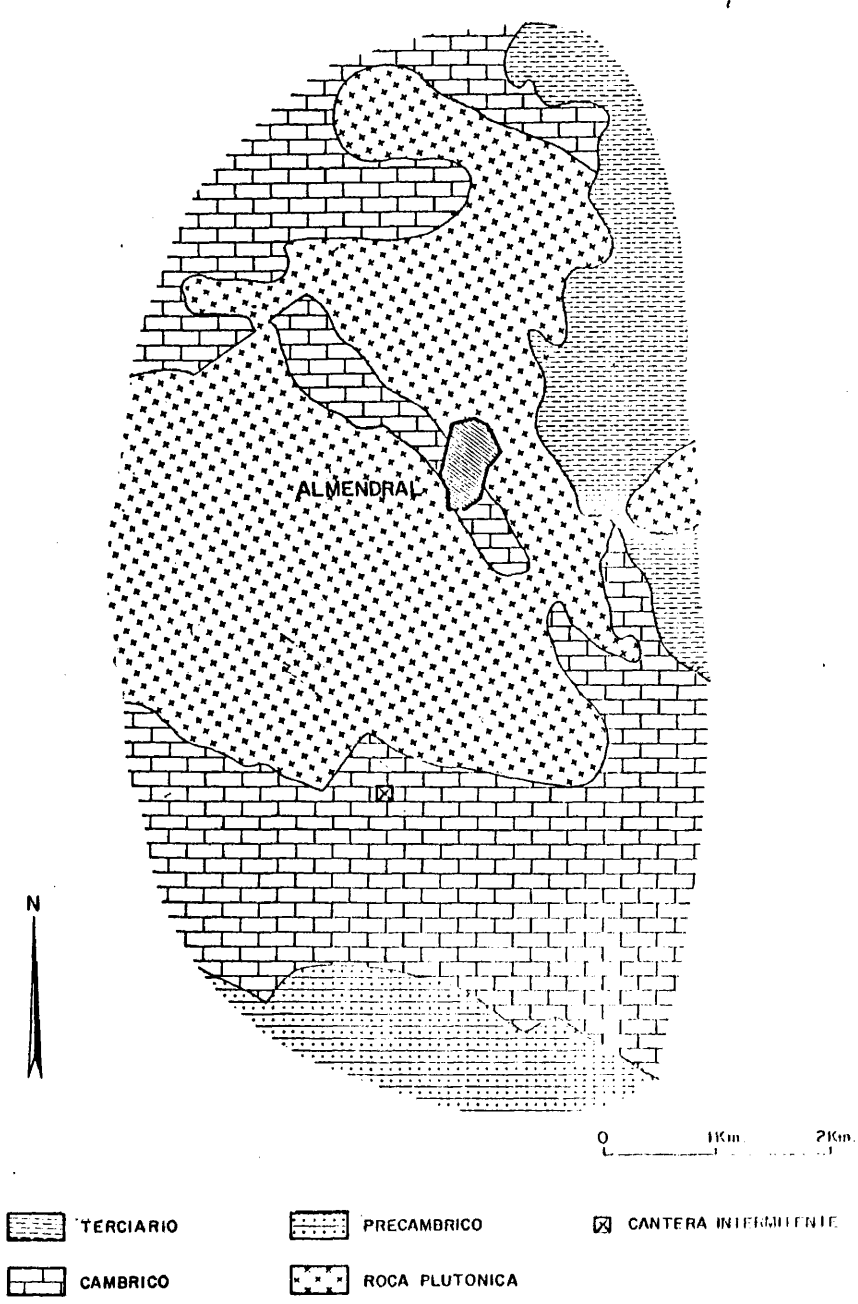 ALMENDRAL
N
0 1Km. 2Km.
TERCIARIO
PRECAMBRICO
CANTERA INTERMITENTE
CAMBRICO
ROCA PLUTONICA